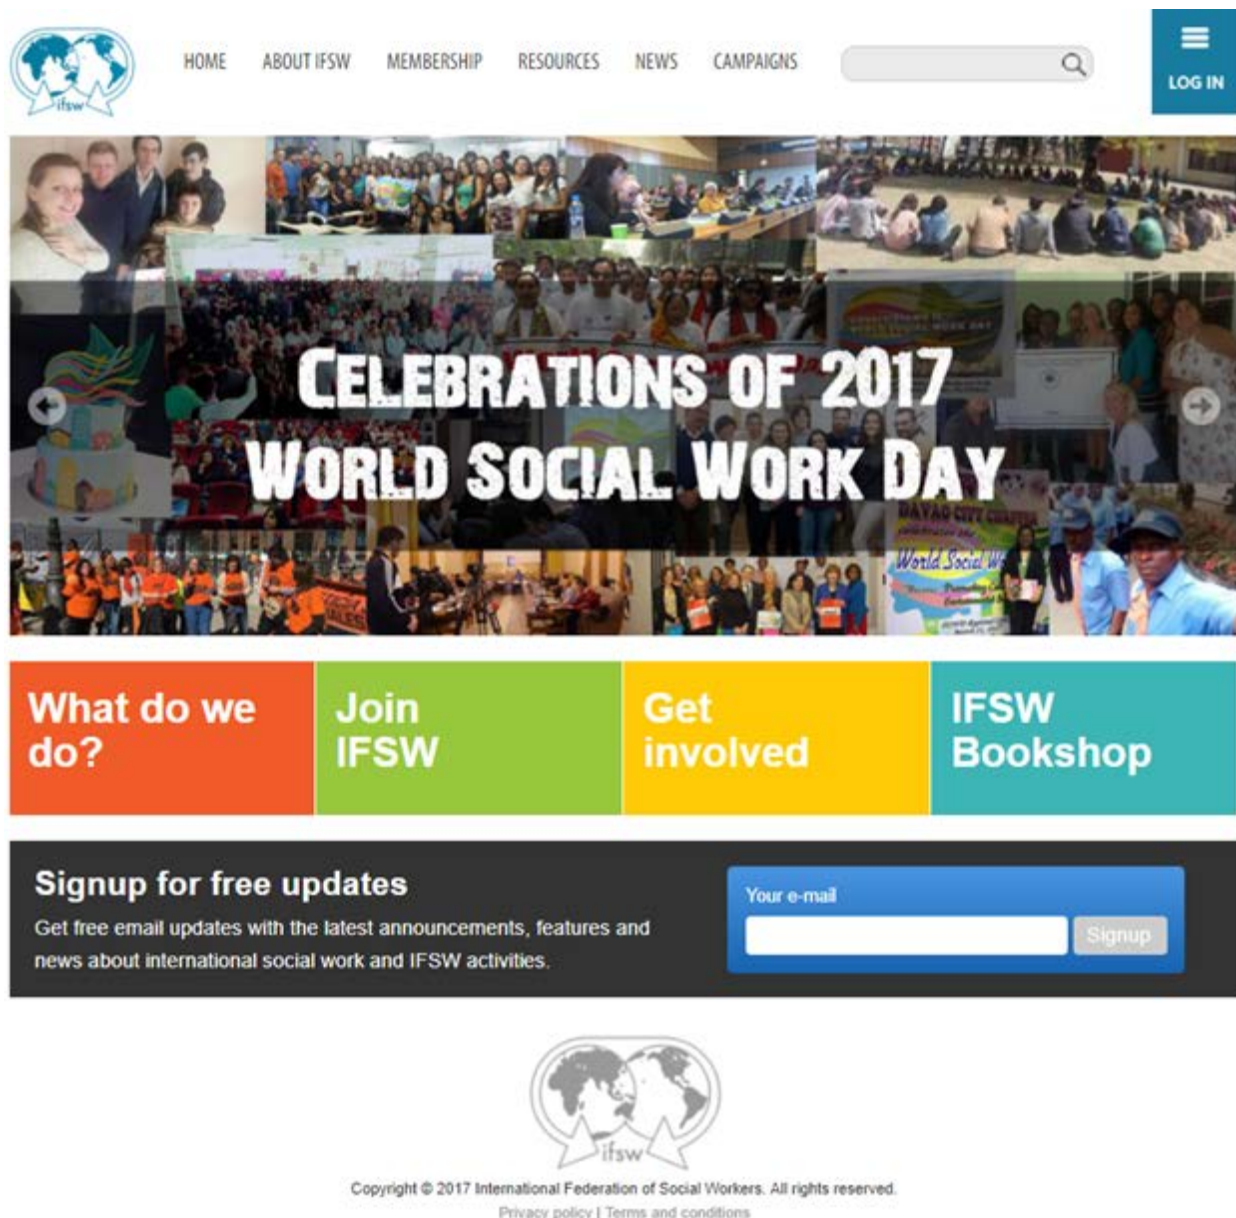 ifsw
HOME ABOUT IFSW MEMBERSHIP RESOURCES NEWS CAMPAIGNS
LOG IN
CELEBRATIONS OF 2017
WORLD SOCIAL WORK DAY
DAVAO CITY CHAPTER
World Social Wo
What do we
do?
Join
IFSW
Get
involved
IFSW
Bookshop
Signup for free updates
Get free email updates with the latest announcements, features and
news about international social work and IFSW activities.
Your e-mail
Signup
ifsw
Copyright © 2017 International Federation of Social Workers. All rights reserved.
Privacy policy | Terms and conditions